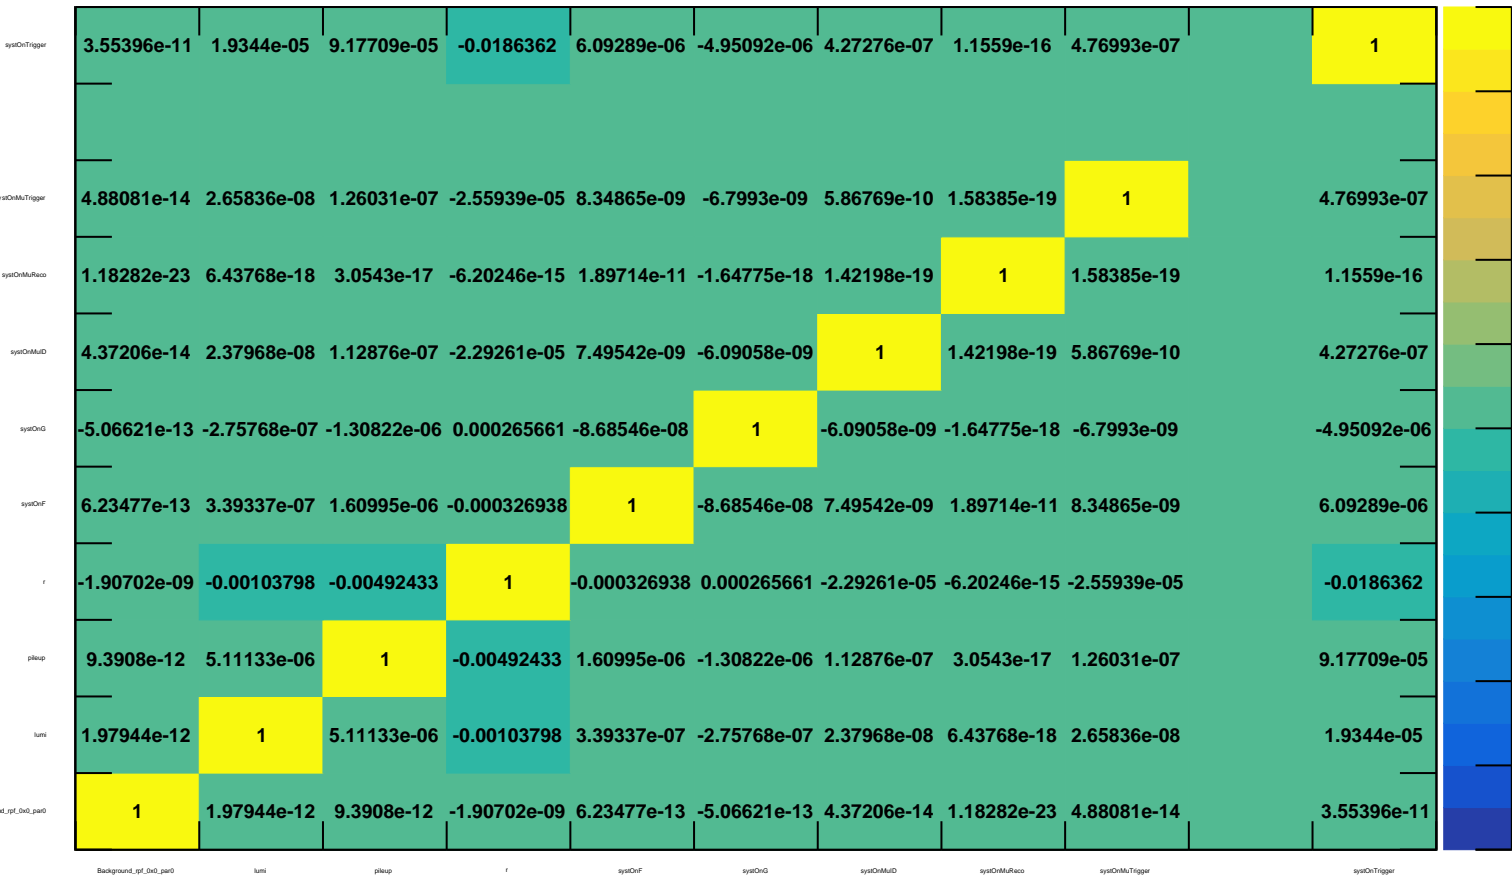 systOnTrigger 3.55396e-11 1.9344e-05 9.17709e-05 -0.0186362 6.09289e-06 -4.95092e-06 4.27276e-07 1.1559e-16 4.76993e-07 1
stOnMuTrigger 4.88081e-14 2.65836e-08 1.26031e-07 -2.55939e-05 8.34865e-09 -6.7993e-09 5.86769e-10 1.58385e-19 1 4.76993e-07
systOnMuReco 1.18282e-23 6.43768e-18 3.0543e-17 -6.20246e-15 1.89714e-11 -1.64775e-18 1.42198e-19 1 1.58385e-19 1.1559e-16
systOnMuID 4.37206e-14 2.37968e-08 1.12876e-07 -2.29261e-05 7.49542e-09 -6.09058e-09 1 1.42198e-19 5.86769e-10 4.27276e-07
systOnG -5.06621e-13 -2.75768e-07 -1.30822e-06 0.000265661 -8.68546e-08 1 -6.09058e-09 -1.64775e-18 -6.7993e-09 -4.95092e-06
systOnF 6.23477e-13 3.39337e-07 1.60995e-06 -0.000326938 1 -8.68546e-08 7.49542e-09 1.89714e-11 8.34865e-09 6.09289e-06
r -1.90702e-09 -0.00103798 -0.00492433 1 -0.000326938 0.000265661 -2.29261e-05 -6.20246e-15 -2.55939e-05 -0.0186362
pileup 9.3908e-12 5.11133e-06 1 -0.00492433 1.60995e-06 -1.30822e-06 1.12876e-07 3.0543e-17 1.26031e-07 9.17709e-05
lumi 1.97944e-12 1 5.11133e-06 -0.00103798 3.39337e-07 -2.75768e-07 2.37968e-08 6.43768e-18 2.65836e-08 1.9344e-05
d_rpf_0x0_par0 1 1.97944e-12 9.3908e-12 -1.90702e-09 6.23477e-13 -5.06621e-13 4.37206e-14 1.18282e-23 4.88081e-14 3.55396e-11
Background_rpf_0x0_par0 lumi pileup r systOnF systOnG systOnMuID systOnMuReco systOnMuTrigger systOnTrigger